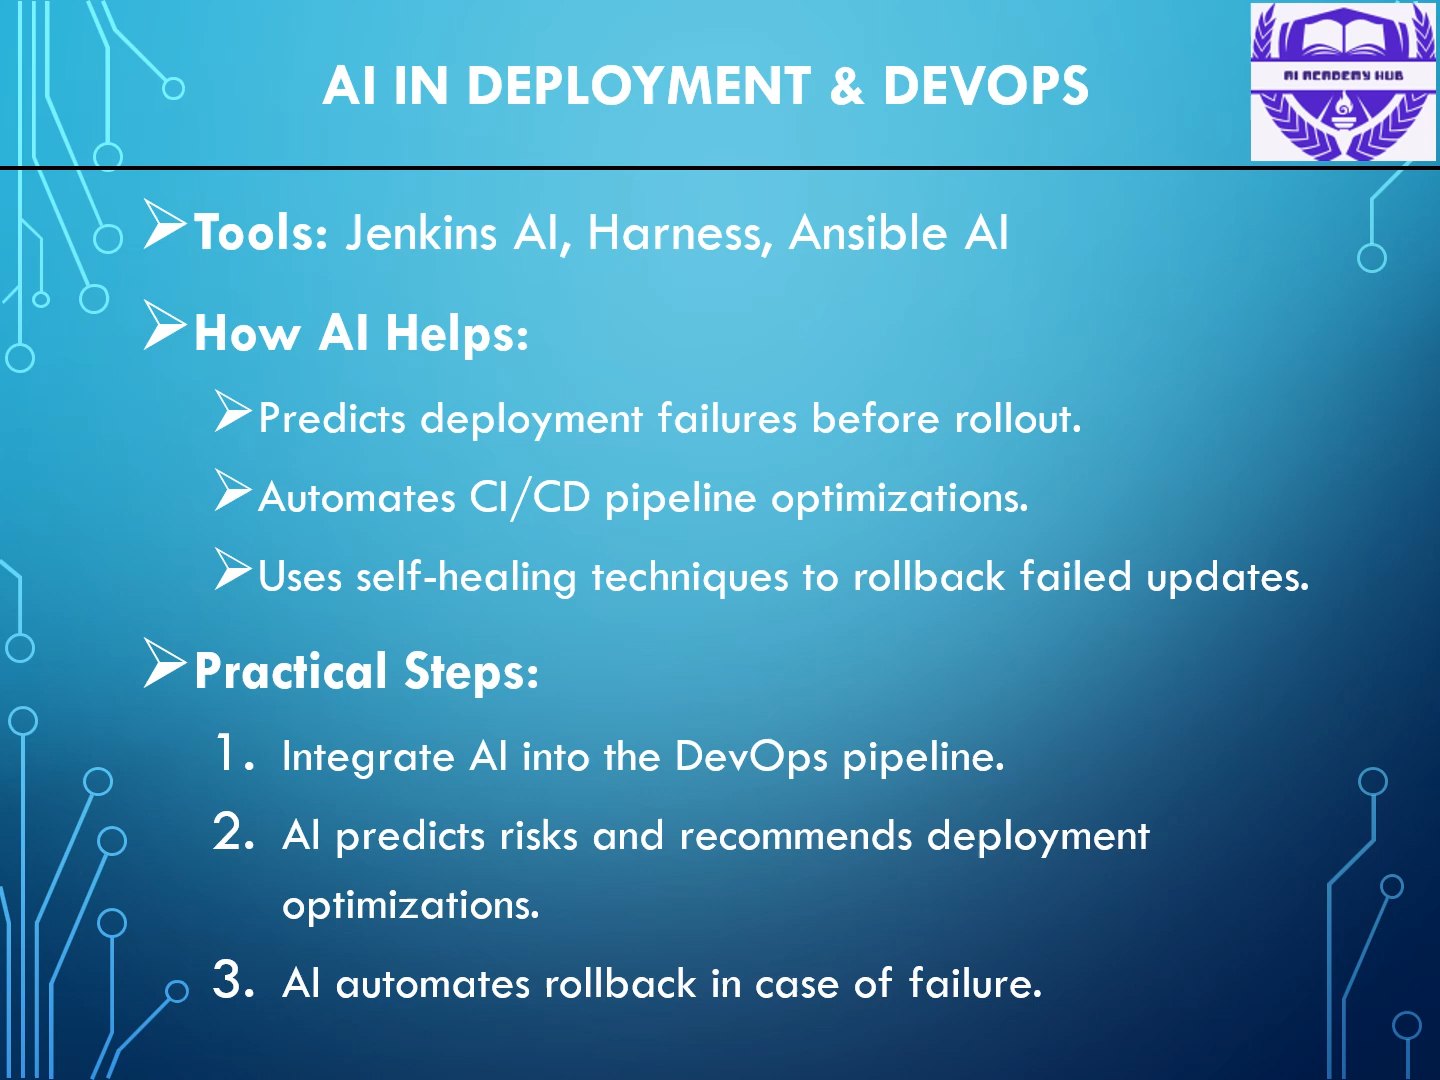 AI IN DEPLOYMENT & DEVOPS
AI ACADEMY HUB
Tools: Jenkins AI, Harness, Ansible AI
How AI Helps:
Predicts deployment failures before rollout.
Automates CI/CD pipeline optimizations.
Uses self-healing techniques to rollback failed updates.
Practical Steps:
1. Integrate AI into the DevOps pipeline.
2. AI predicts risks and recommends deployment
optimizations.
3. AI automates rollback in case of failure.